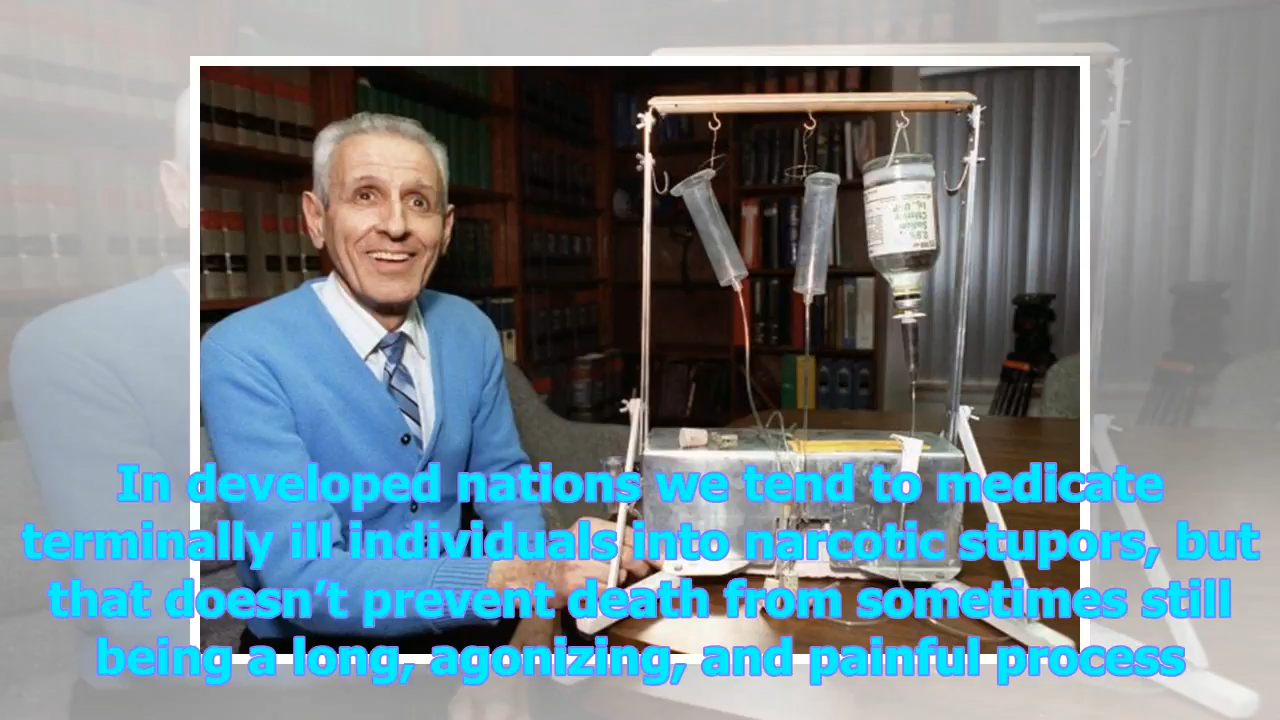 In developed nations we tend to medicate
terminally ill individuals into narcotic stupors, but
that doesn’t prevent death from sometimes still
being a long, agonizing, and painful process